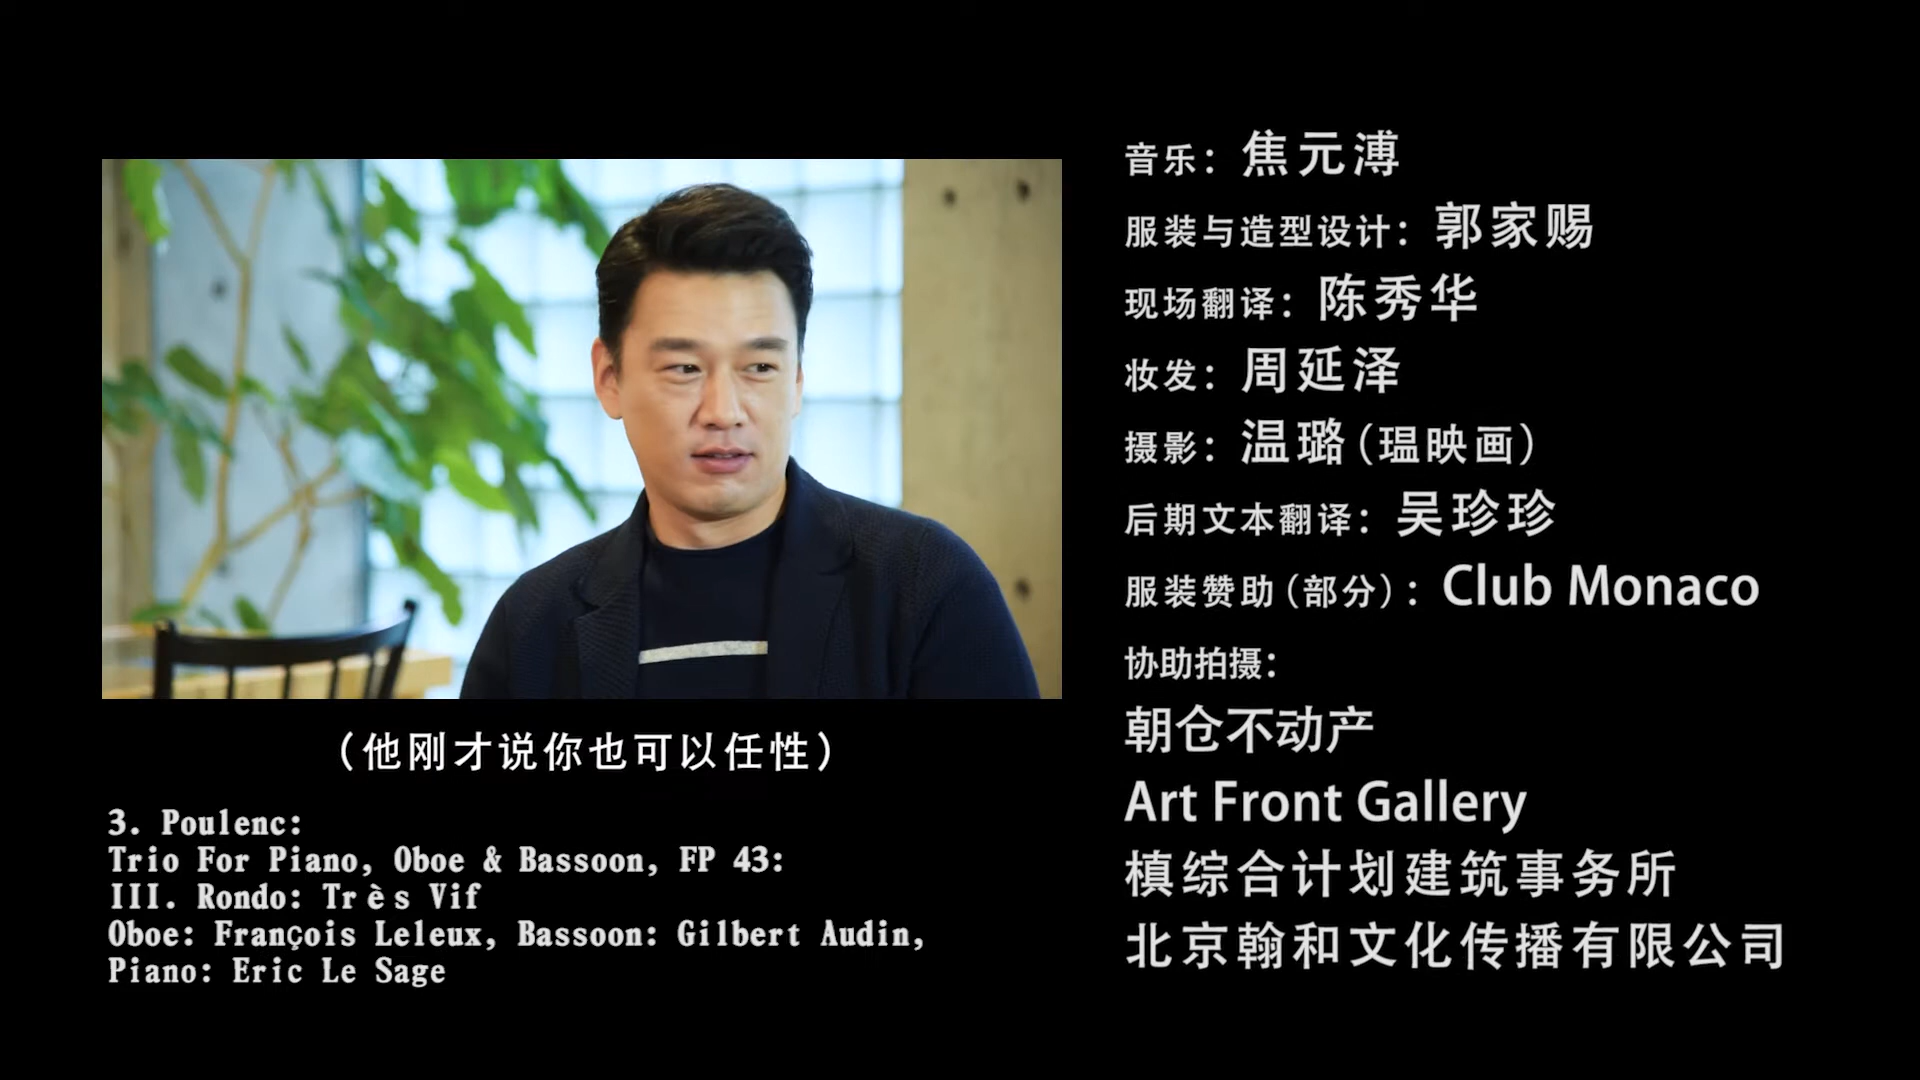 （他刚才说你也可以任性）
3. Poulenc:
Trio For Piano, Oboe & Bassoon, FP 43:
III. Rondo: Très Vif
Oboe: François Leleux, Bassoon: Gilbert Audin,
Piano: Eric Le Sage
音乐：焦元溥
服装与造型设计：郭家赐
现场翻译：陈秀华
妆发：周延泽
摄影：温璐（瑥映画）
后期文本翻译：吴珍珍
服装赞助（部分）：Club Monaco
协助拍摄：
朝仓不动产
Art Front Gallery
槙综合计划建筑事务所
北京翰和文化传播有限公司